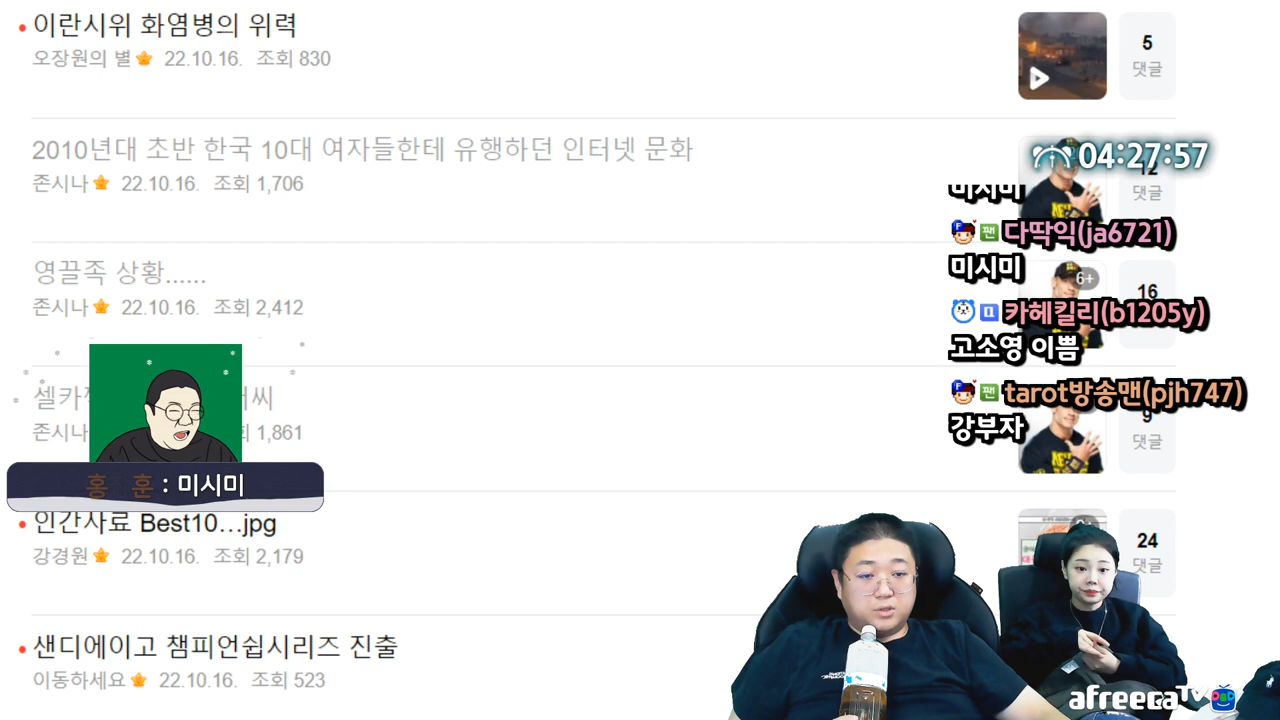 이란시위 화염병의 위력
오장원의 별 22.10.16. 조회 830
5
댓글
2010년대 초반 한국 10대 여자들한테 유행하던 인터넷 문화
존시나 22.10.16. 조회 1,706
12
댓글
04:27:57
미시미
팬 다딱익(ja6721)
미시미
영끌족 상황......
존시나 22.10.16. 조회 2,412
6+
16
카헤킬리(b1205y)
고소영 이쁨
팬 tarot방송맨(pjh747)
강부자
셀카
존시나 1,861
9
댓글
홍 훈 : 미시미
인간사료 Best10...jpg
강경원 22.10.16. 조회 2,179
24
댓글
샌디에이고 챔피언쉽시리즈 진출
이동하세요 22.10.16. 조회 523
afreecaTV